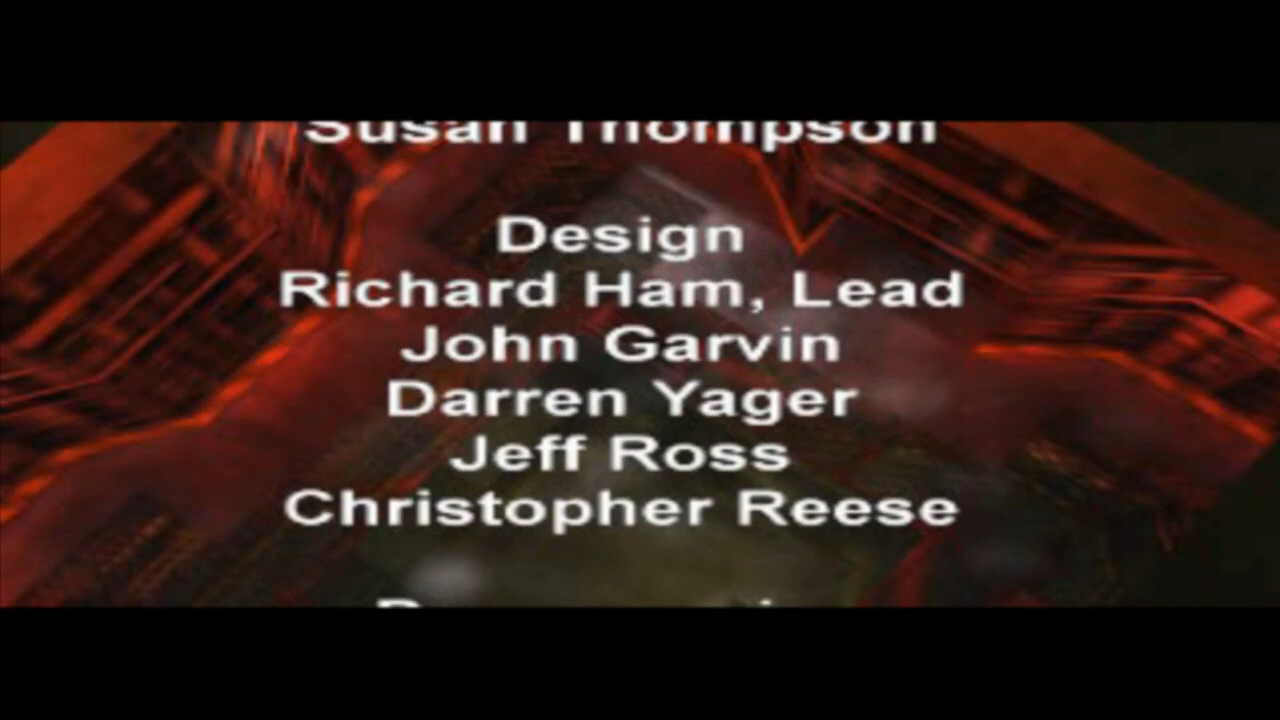 Susan Thompson
Design
Richard Ham, Lead
John Garvin
Darren Yager
Jeff Ross
Christopher Reese